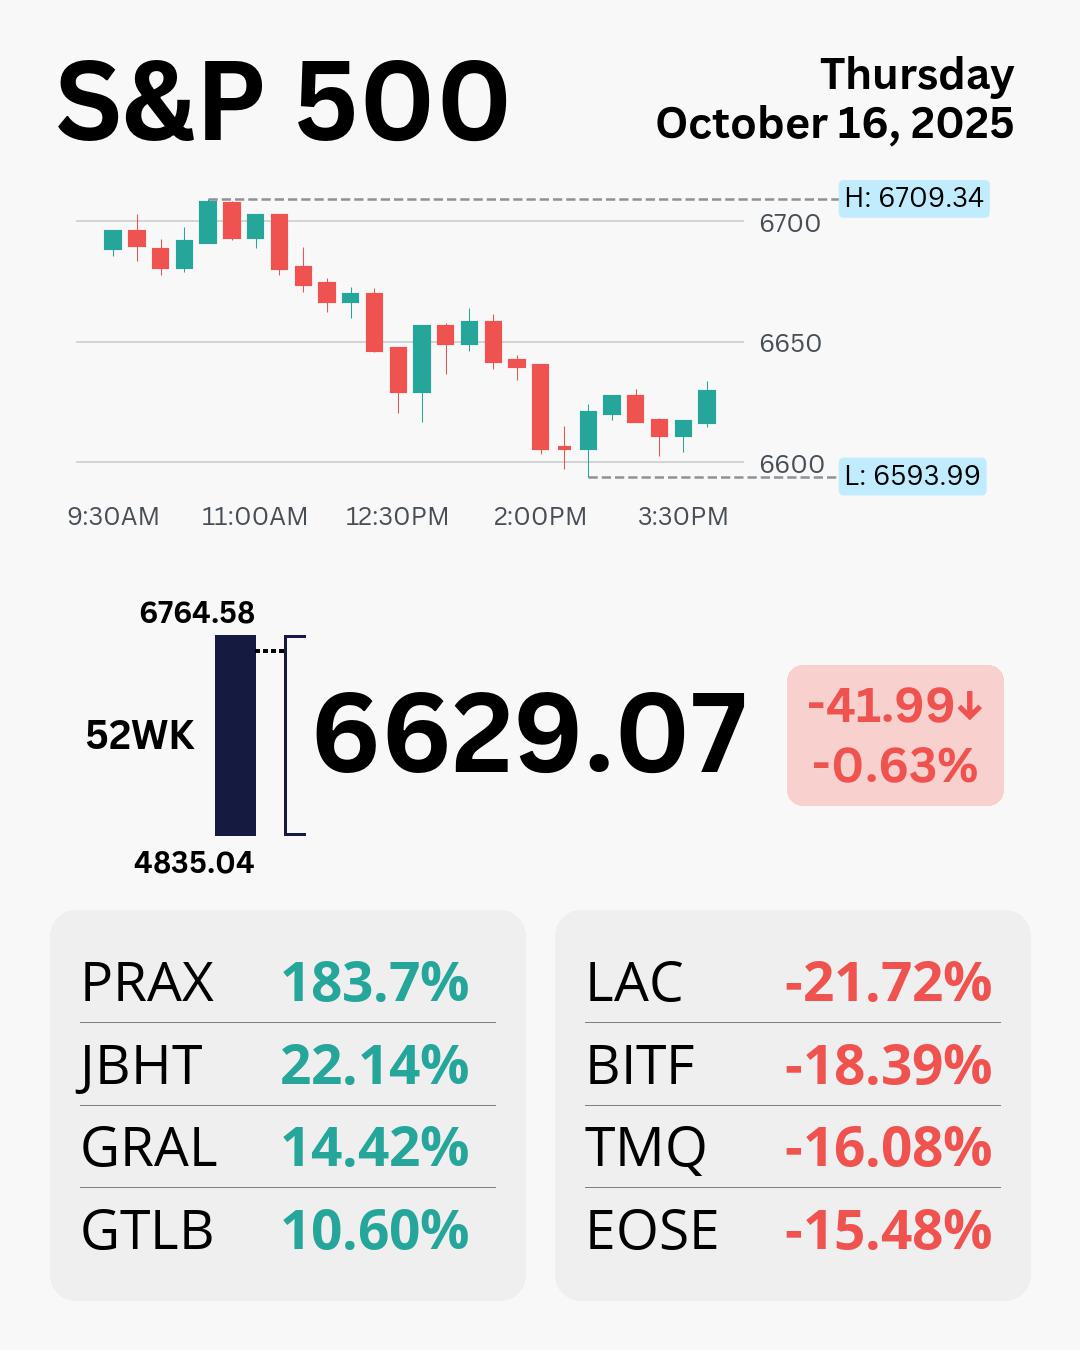 S&P 500
Thursday
October 16, 2025
H: 6709.34
6700
6650
6600
L: 6593.99
9:30AM 11:00AM 12:30PM 2:00PM 3:30PM
6764.58
52WK
4835.04
6629.07
-41.99↓
-0.63%
PRAX 183.7%
JBHT 22.14%
GRAL 14.42%
GTLB 10.60%
LAC -21.72%
BITF -18.39%
TMQ -16.08%
EOSE -15.48%